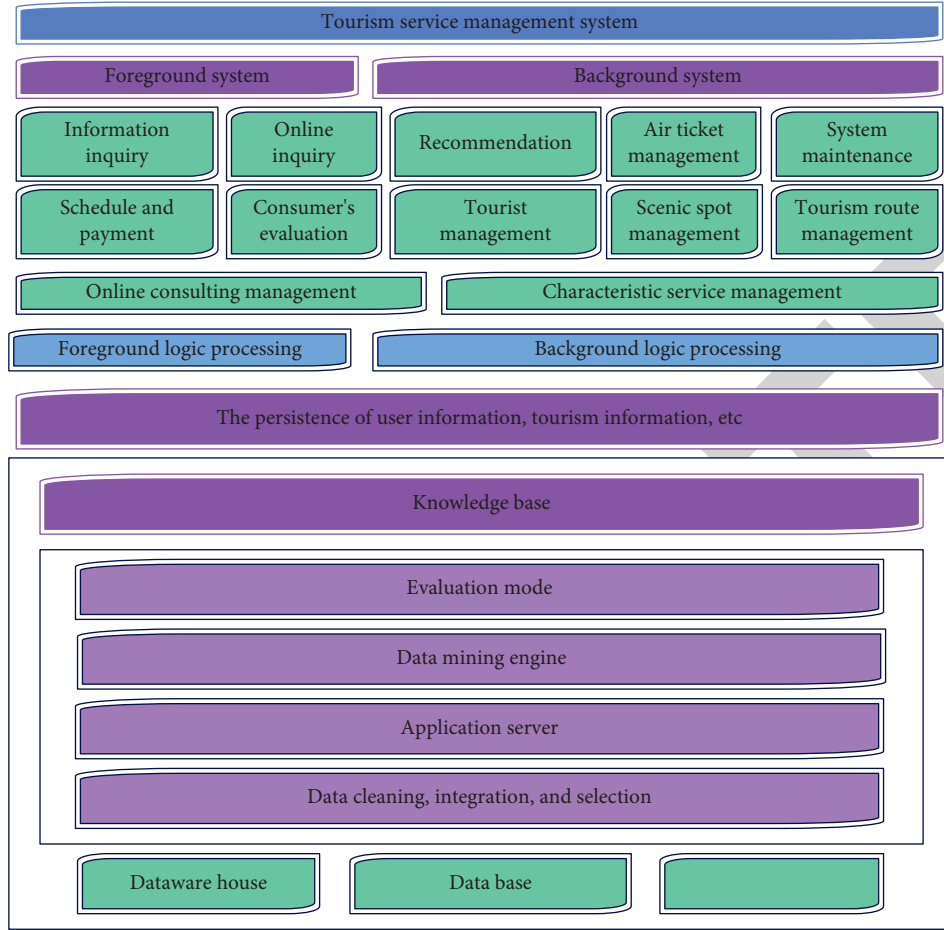 Tourism service management system
Foreground system
Background system
Information
inquiry
Online
inquiry
Recommendation
Air ticket
management
System
maintenance
Schedule and
payment
Consumer's
evaluation
Tourist
management
Scenic spot
management
Tourism route
management
Online consulting management
Characteristic service management
Foreground logic processing
Background logic processing
The persistence of user information, tourism information, etc
Knowledge base
Evaluation mode
Data mining engine
Application server
Data cleaning, integration, and selection
Dataware house
Data base